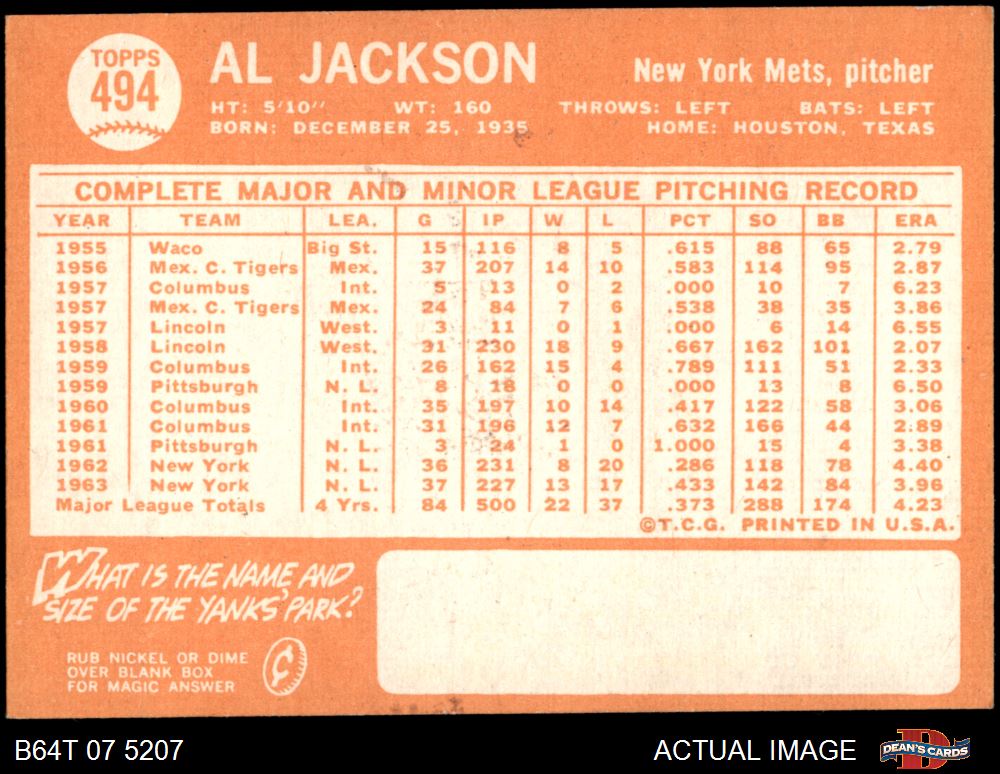 TOPPS
494
AL JACKSON
New York Mets, pitcher
HT: 5'10" WT: 160 THROWS: LEFT BATS: LEFT
BORN: DECEMBER 25, 1935 HOME: HOUSTON, TEXAS
COMPLETE MAJOR AND MINOR LEAGUE PITCHING RECORD
YEAR TEAM LEA. G IP W L PCT SO BB ERA
1955 Waco Big St. 15 116 8 5 .615 88 65 2.79
1956 Mex. C. Tigers Mex. 37 207 14 10 .583 114 95 2.87
1957 Columbus Int. 5 13 0 2 .000 10 7 6.23
1957 Mex. C. Tigers Mex. 24 84 7 6 .538 38 35 3.86
1957 Lincoln West. 3 11 0 1 .000 6 14 6.55
1958 Lincoln West. 31 230 18 9 .667 162 101 2.07
1959 Columbus Int. 26 162 15 4 .789 111 51 2.33
1959 Pittsburgh N. L. 8 18 0 0 .000 13 8 6.50
1960 Columbus Int. 35 197 10 14 .417 122 58 3.06
1961 Columbus Int. 31 196 12 7 .632 166 44 2.89
1961 Pittsburgh N. L. 3 24 1 0 1.000 15 4 3.38
1962 New York N. L. 36 231 8 20 .286 118 78 4.40
1963 New York N. L. 37 227 13 17 .433 142 84 3.96
Major League Totals 4 Yrs. 84 500 22 37 .373 288 174 4.23
©T.C.G. PRINTED IN U.S.A.
WHAT IS THE NAME AND
SIZE OF THE YANKS' PARK?
RUB NICKEL OR DIME
OVER BLANK BOX
FOR MAGIC ANSWER
B64T 07 5207 ACTUAL IMAGE DEAN'S CARDS